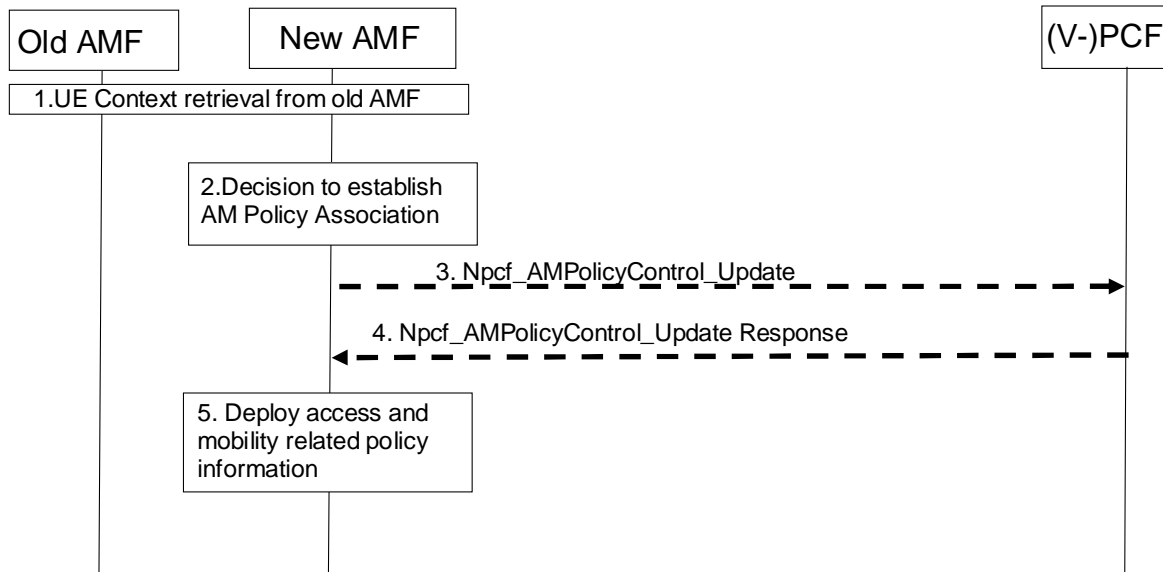 Old AMF
New AMF
(V-)PCF
1.UE Context retrieval from old AMF
2.Decision to establish
AM Policy Association
3. Npcf_AMPolicyControl_Update
4. Npcf_AMPolicyControl_Update Response
5. Deploy access and
mobility related policy
information